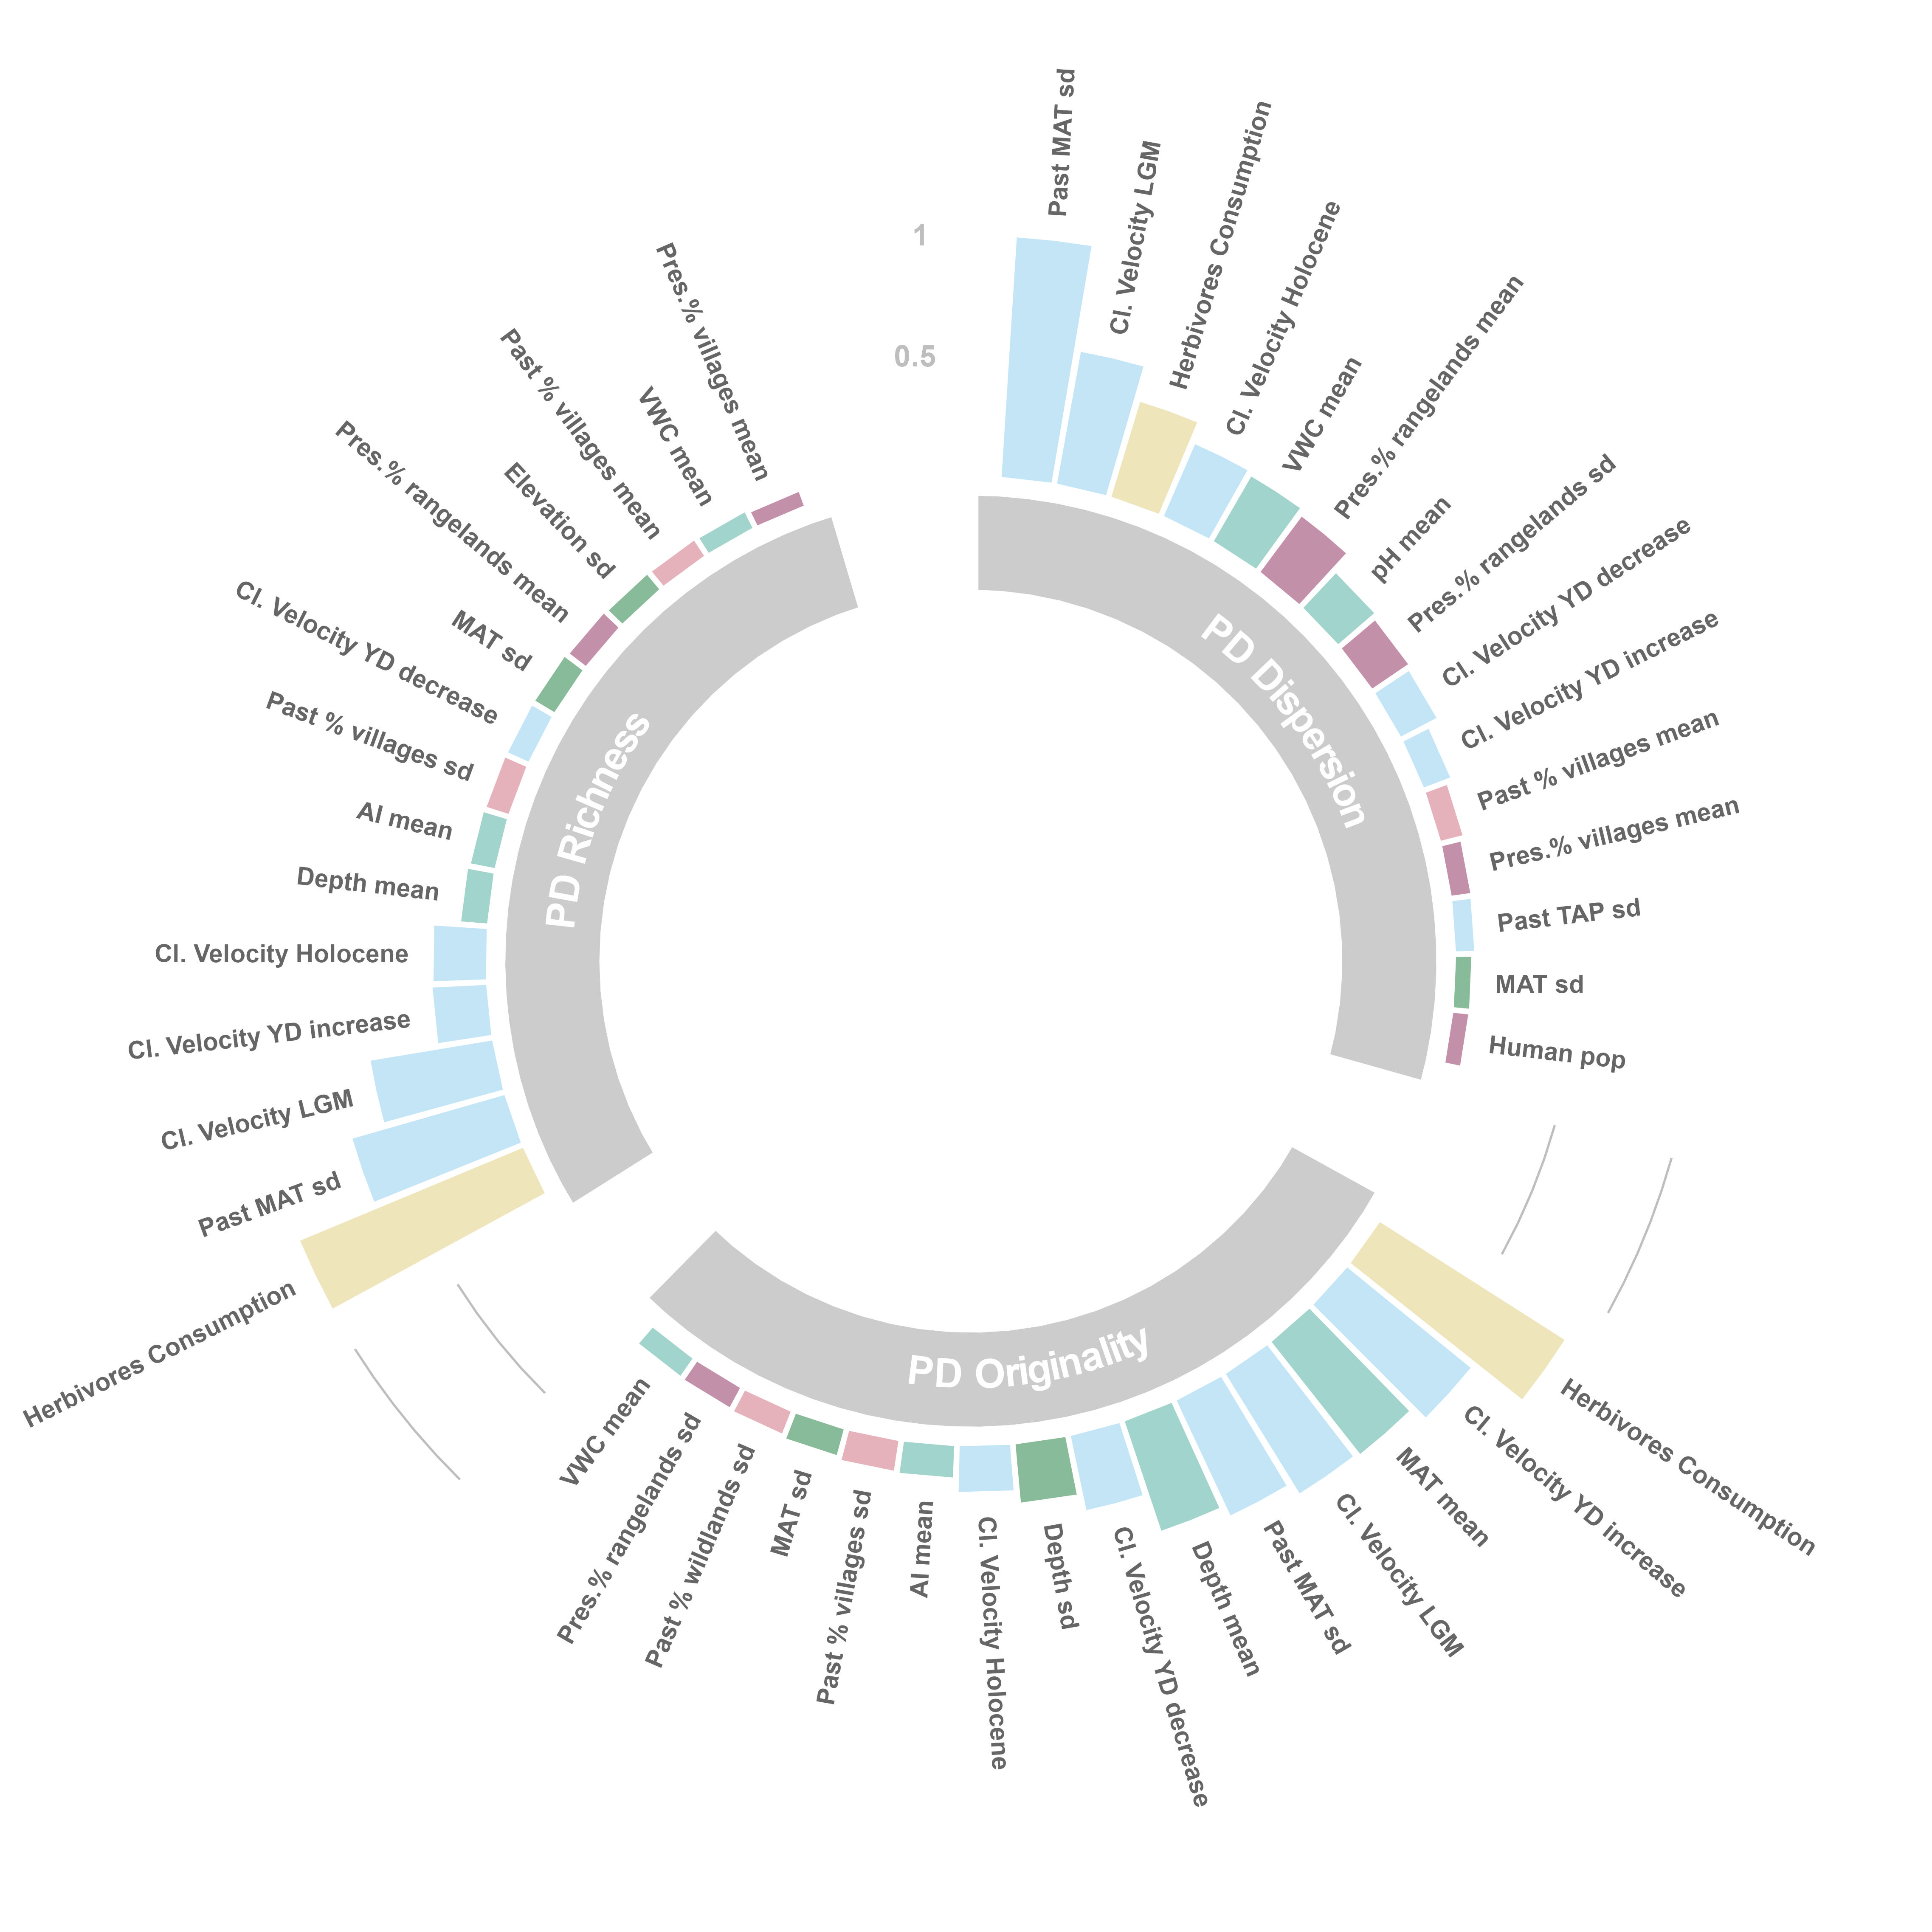 1
0.5
PD Dispersion
Past MAT sd
Cl. Velocity LGM
Herbivores Consumption
Cl. Velocity Holocene
VWC mean
Pres.% rangelands mean
pH mean
Pres.% rangelands sd
Cl. Velocity YD decrease
Cl. Velocity YD increase
Past % villages mean
Pres.% villages mean
Past TAP sd
MAT sd
Human pop
PD Originality
Herbivores Consumption
Cl. Velocity YD increase
MAT mean
Cl. Velocity LGM
Past MAT sd
Depth mean
Cl. Velocity YD decrease
Depth sd
Cl. Velocity Holocene
AI mean
Past % villages sd
MAT sd
Past % wildlands sd
Pres.% rangelands sd
VWC mean
PD Richness
Herbivores Consumption
Past MAT sd
Cl. Velocity LGM
Cl. Velocity YD increase
Cl. Velocity Holocene
Depth mean
AI mean
Past % villages sd
Cl. Velocity YD decrease
MAT sd
Pres.% rangelands mean
Elevation sd
Past % villages mean
VWC mean
Pres.% villages mean